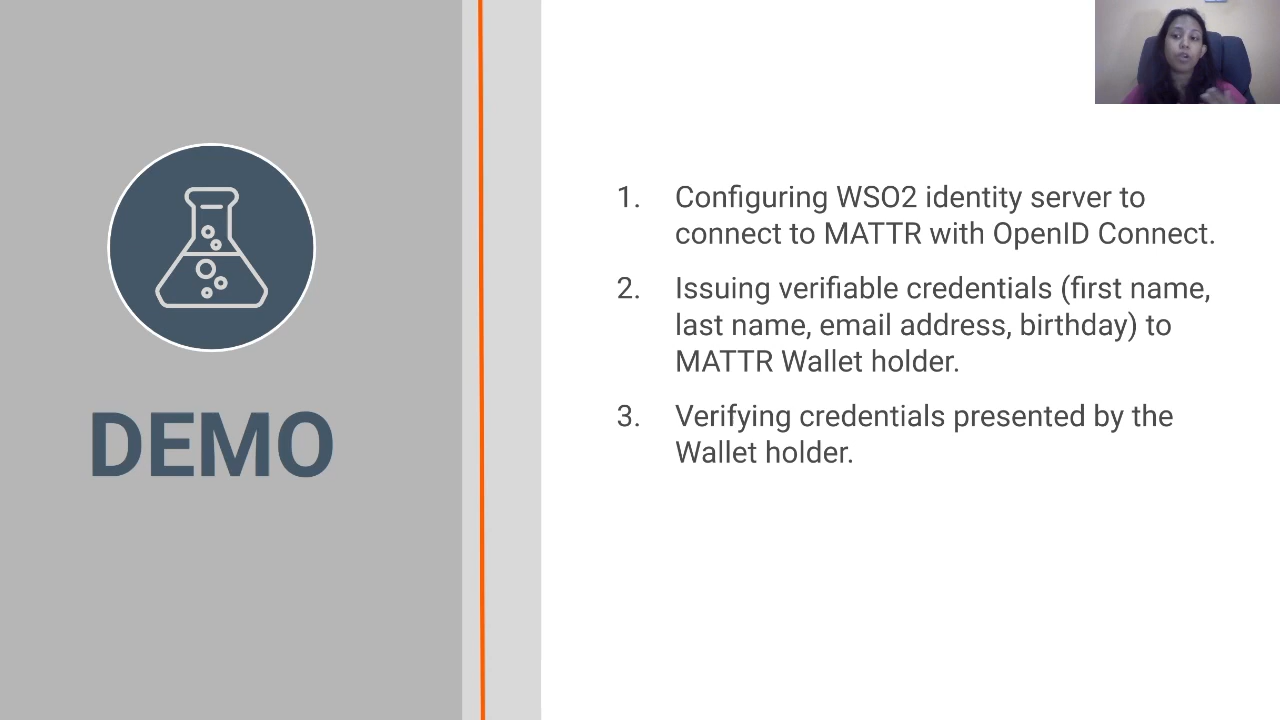 DEMO
1. Configuring WSO2 identity server to
connect to MATTR with OpenID Connect.
2. Issuing verifiable credentials (first name,
last name, email address, birthday) to
MATTR Wallet holder.
3. Verifying credentials presented by the
Wallet holder.